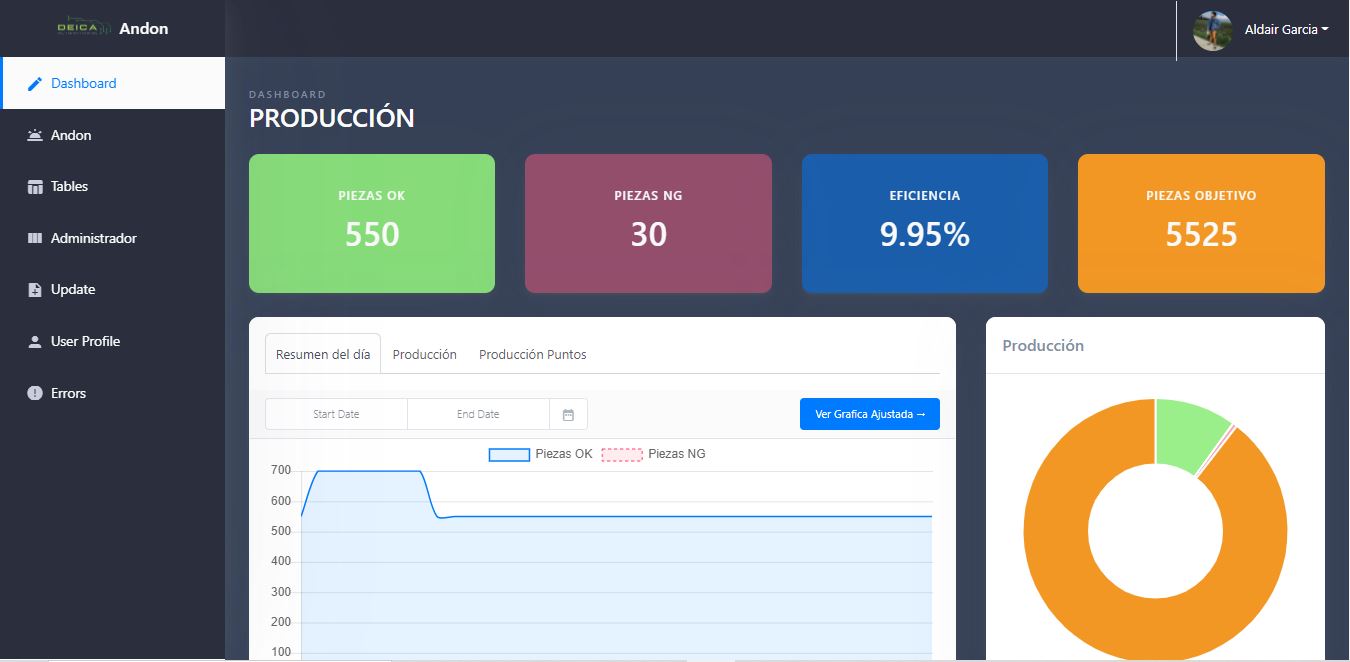 DEICA Andon
Aldair Garcia
Dashboard
Andon
Tables
Administrador
Update
User Profile
Errors
DASHBOARD
PRODUCCIÓN
PIEZAS OK
550
PIEZAS NG
30
EFICIENCIA
9.95%
PIEZAS OBJETIVO
5525
Resumen del día Producción Producción Puntos
Start Date End Date Ver Grafica Ajustada →
Piezas OK Piezas NG
700
600
500
400
300
200
100
Producción